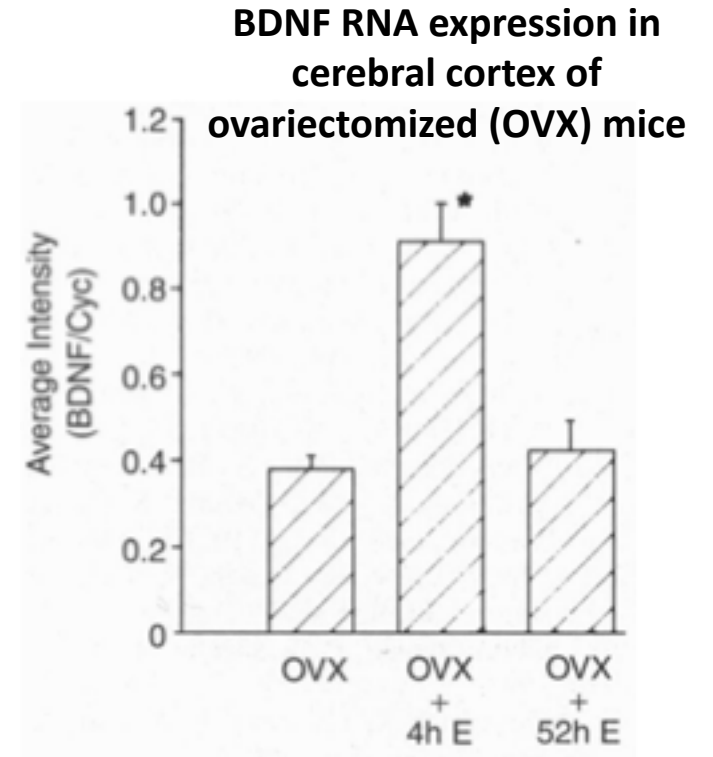 BDNF RNA expression in
cerebral cortex of
ovariectomized (OVX) mice
1.2
1.0
0.8
0.6
0.4
0.2
0
Average Intensity
(BDNF/Cyc)
*
OVX
OVX
+
4h E
OVX
+
52h E